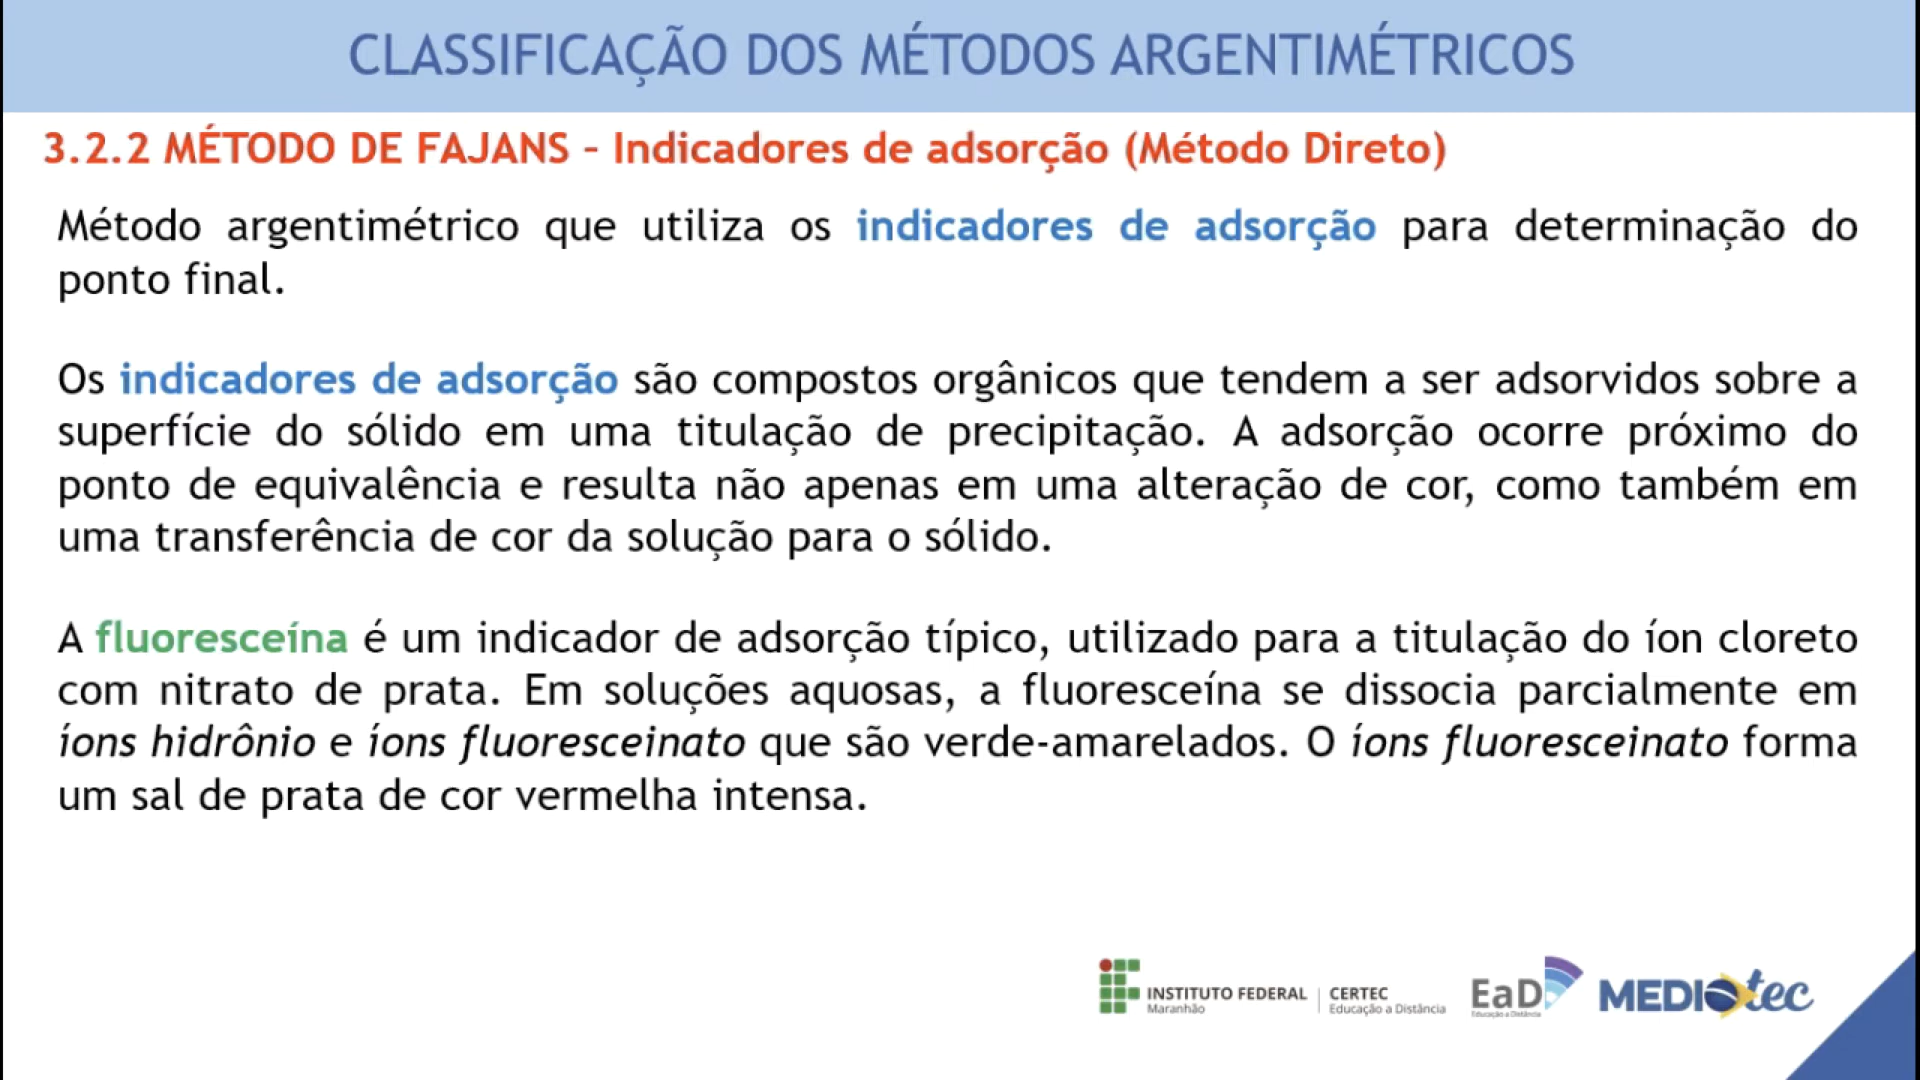 CLASSIFICAÇÃO DOS MÉTODOS ARGENTIMÉTRICOS
3.2.2 MÉTODO DE FAJANS – Indicadores de adsorção (Método Direto)
Método argentimétrico que utiliza os indicadores de adsorção para determinação do
ponto final.
Os indicadores de adsorção são compostos orgânicos que tendem a ser adsorvidos sobre a
superfície do sólido em uma titulação de precipitação. A adsorção ocorre próximo do
ponto de equivalência e resulta não apenas em uma alteração de cor, como também em
uma transferência de cor da solução para o sólido.
A fluoresceína é um indicador de adsorção típico, utilizado para a titulação do íon cloreto
com nitrato de prata. Em soluções aquosas, a fluoresceína se dissocia parcialmente em
íons hidrônio e íons fluoresceinato que são verde-amarelados. O íons fluoresceinato forma
um sal de prata de cor vermelha intensa.
INSTITUTO FEDERAL
Maranhão
CERTEC
Educação a Distância
EaD
Educação a Distância
MEDIOtec